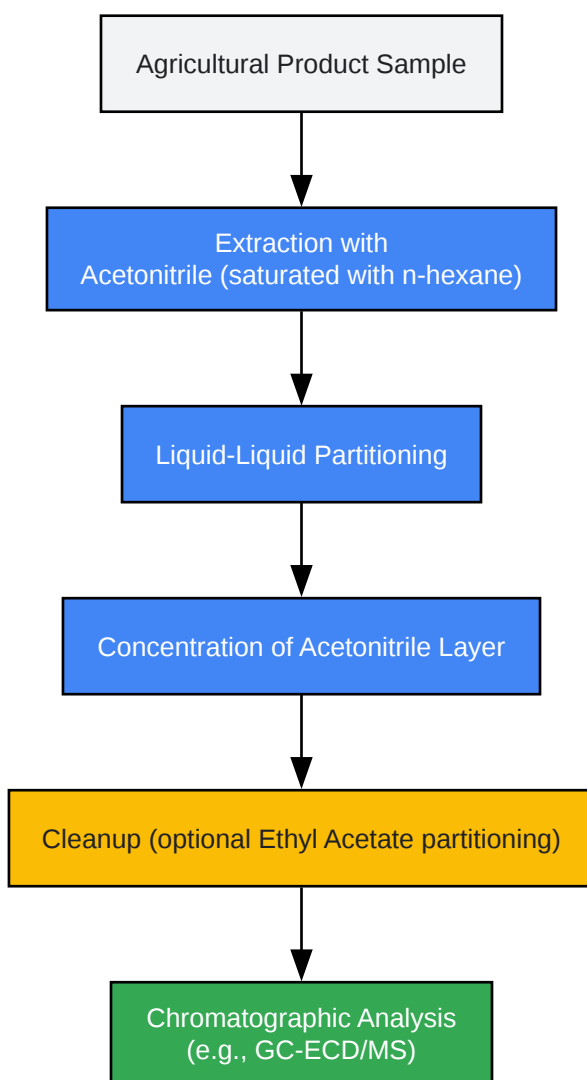 Agricultural Product Sample
Extraction with
Acetonitrile (saturated with n-hexane)
Liquid-Liquid Partitioning
Concentration of Acetonitrile Layer
Cleanup (optional Ethyl Acetate partitioning)
Chromatographic Analysis
(e.g., GC-ECD/MS)